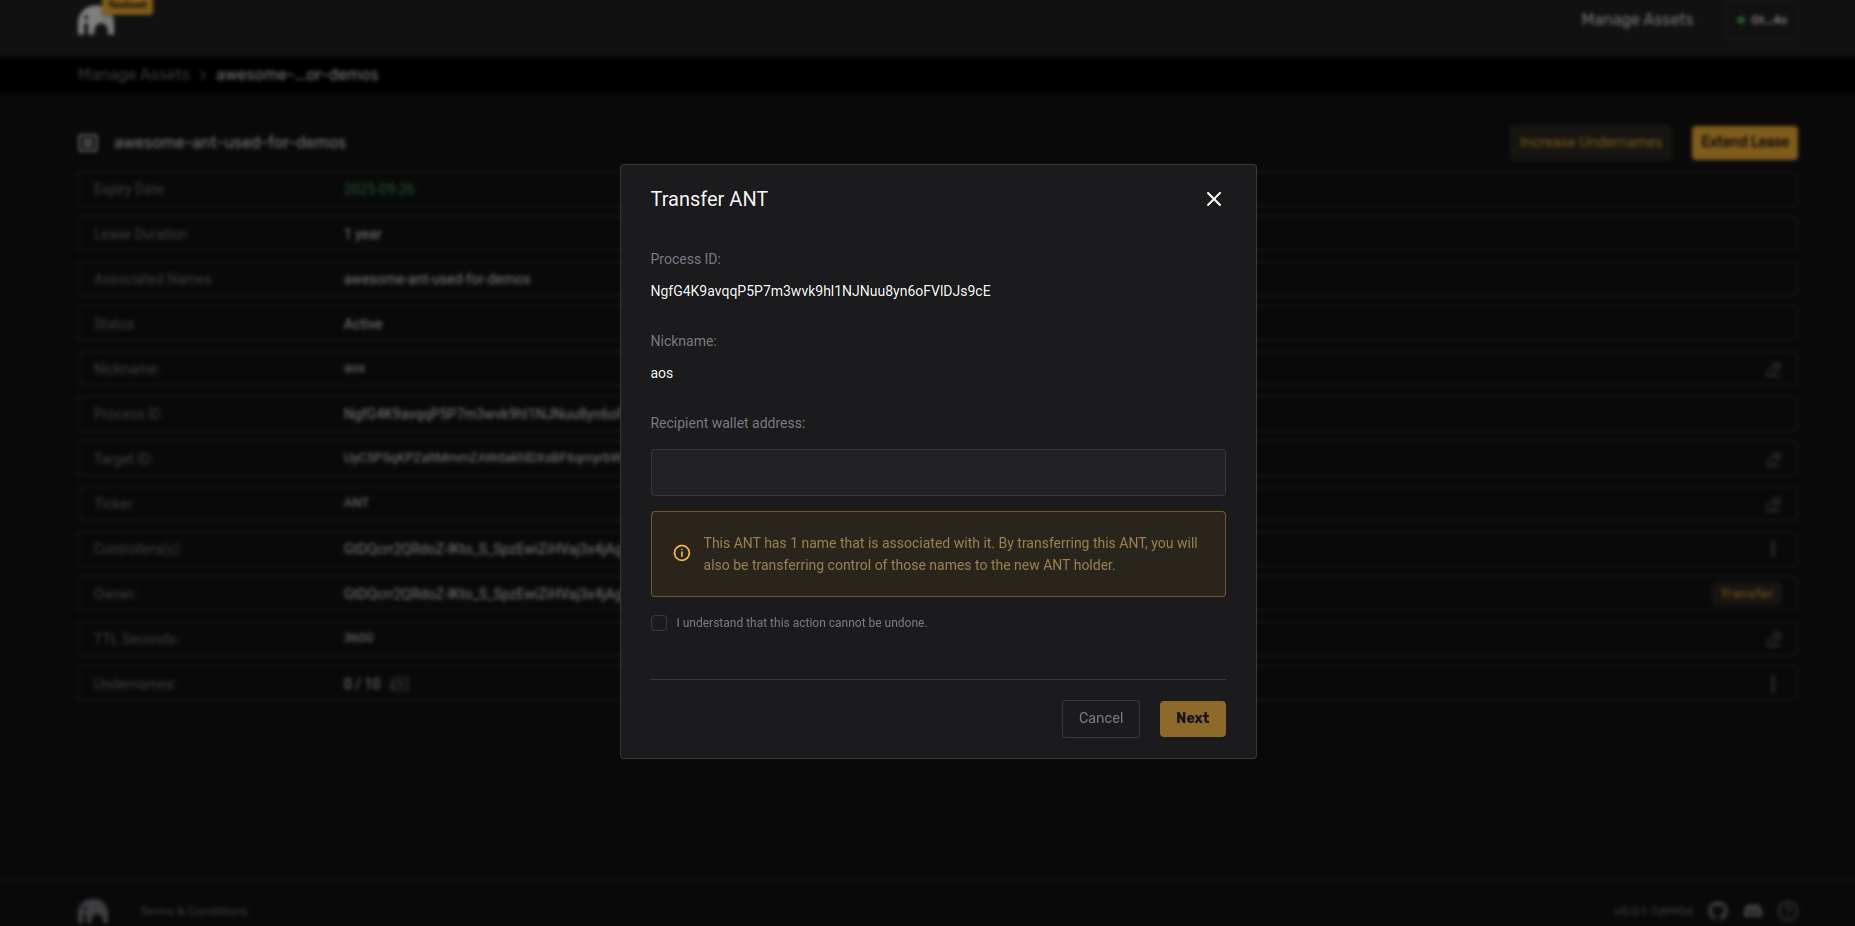 Testnet
Manage Assets
Manage Assets > awesome-...or-demos
awesome-ant-used-for-demos
Increase Undernames
Extend Lease
Expiry Date 2025-09-26
Lease Duration 1 year
Associated Names awesome-ant-used-for-demos
Status Active
Nickname: aos
Process ID
Target ID:
Ticker: ANT
Controllers(s):
Owner:
Transfer
TTL Seconds: 3600
Undernames: 0 / 10
Transfer ANT
Process ID:
NgfG4K9avqqP5P7m3wvk9hI1NJNuu8yn6oFVIDJs9cE
Nickname:
aos
Recipient wallet address:
This ANT has 1 name that is associated with it. By transferring this ANT, you will
also be transferring control of those names to the new ANT holder.
I understand that this action cannot be undone.
Cancel
Next
Terms & Conditions